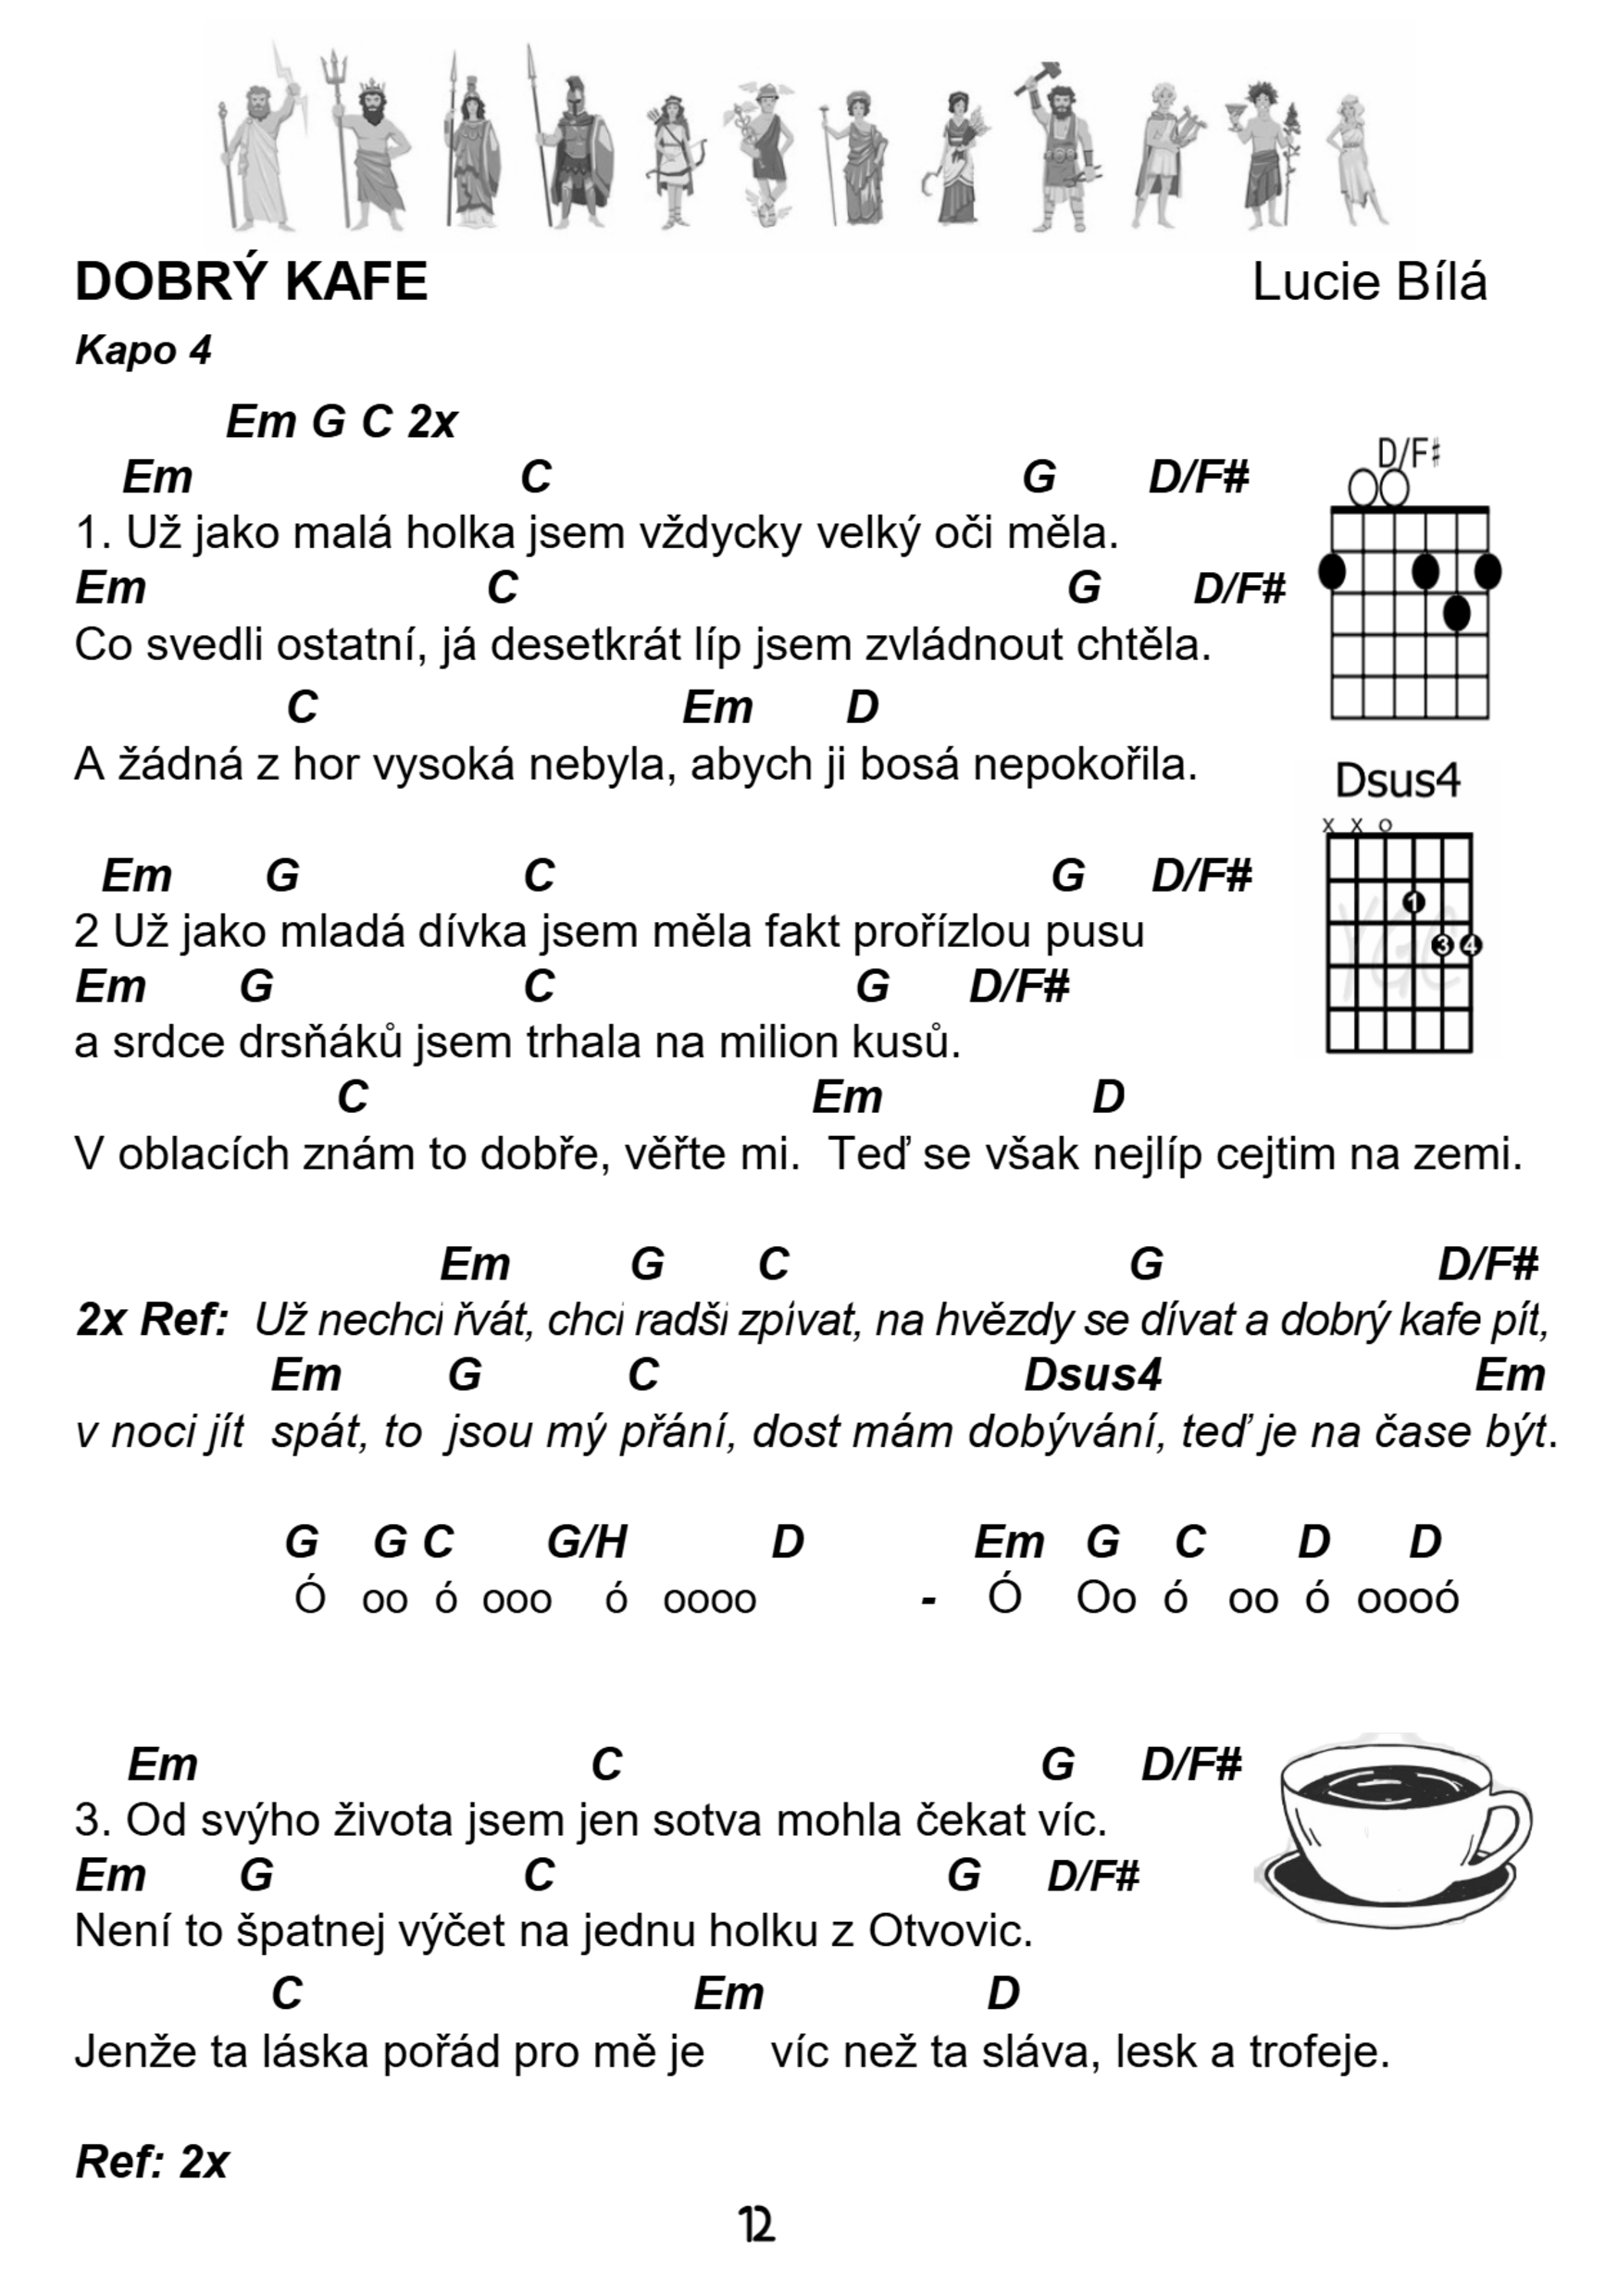 DOBRÝ KAFE Lucie Bílá
Kapo 4
Em G C 2x
Em C G D/F#
1. Už jako malá holka jsem vždycky velký oči měla.
Em C G D/F#
Co svedli ostatní, já desetkrát líp jsem zvládnout chtěla.
C Em D
A žádná z hor vysoká nebyla, abych ji bosá nepokořila.
D/F♯
Dsus4
x x o
1
3 4
YGC
Em G C G D/F#
2 Už jako mladá dívka jsem měla fakt prořízlou pusu
Em G C G D/F#
a srdce drsňáků jsem trhala na milion kusů.
C Em D
V oblacích znám to dobře, věřte mi. Teď se však nejlíp cejtim na zemi.
Em G C G D/F#
2x Ref: Už nechci řvát, chci radši zpívat, na hvězdy se dívat a dobrý kafe pít,
Em G C Dsus4 Em
v noci jít spát, to jsou mý přání, dost mám dobývání, teď je na čase být.
G G C G/H D Em G C D D
Ó oo ó ooo ó oooo - Ó Oo ó oo ó oooó
Em C G D/F#
3. Od svýho života jsem jen sotva mohla čekat víc.
Em G C G D/F#
Není to špatnej výčet na jednu holku z Otvovic.
C Em D
Jenže ta láska pořád pro mě je víc než ta sláva, lesk a trofeje.
Ref: 2x
12